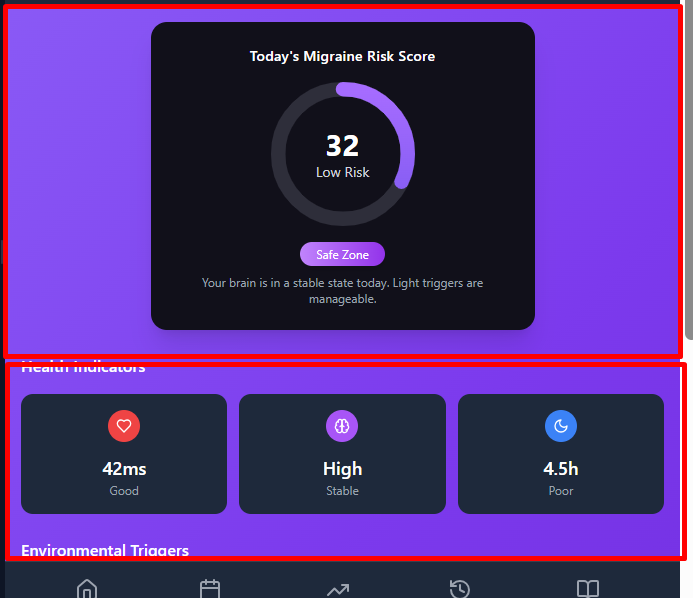 Today's Migraine Risk Score
32
Low Risk
Safe Zone
Your brain is in a stable state today. Light triggers are
manageable.
Health Indicators
42ms
Good
High
Stable
4.5h
Poor
Environmental Triggers